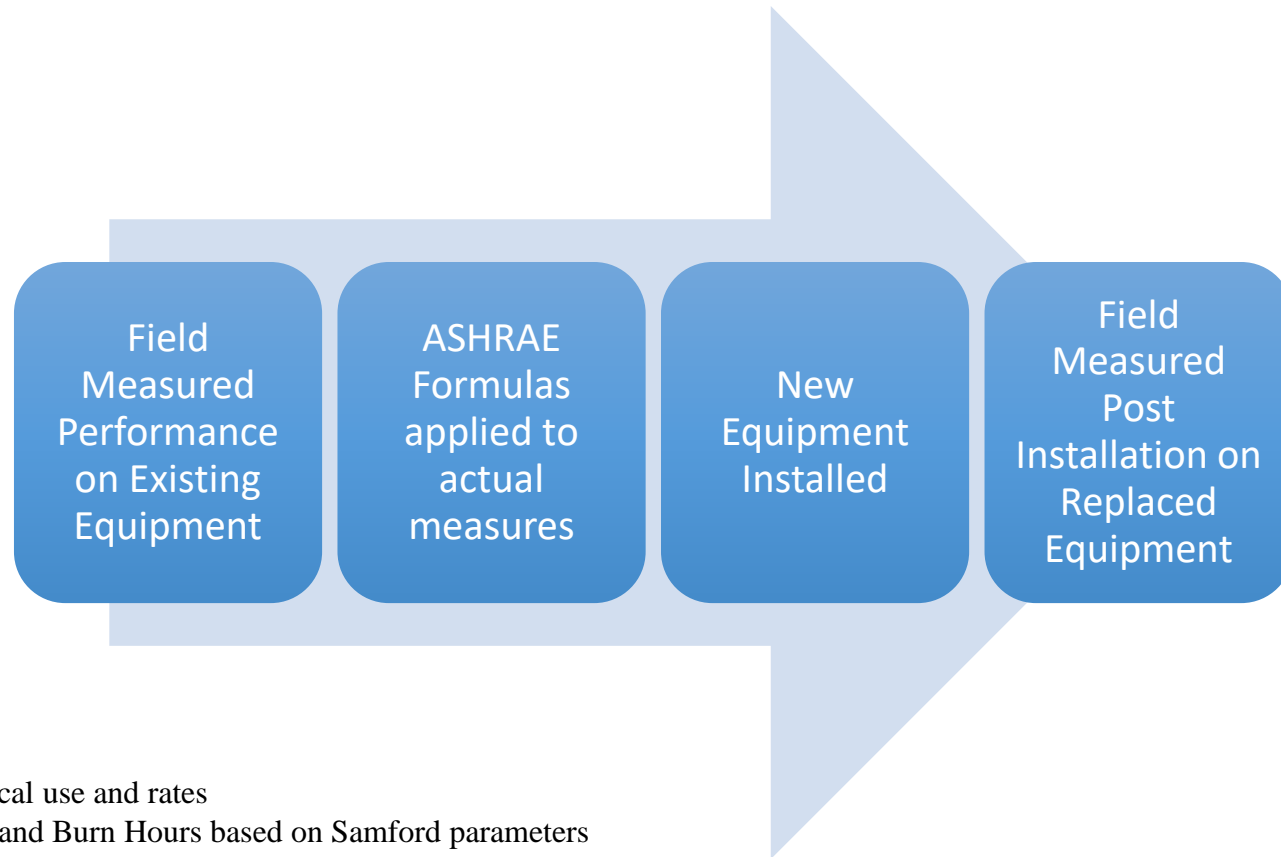 Field
Measured
Performance
on Existing
Equipment
ASHRAE
Formulas
applied to
actual
measures
New
Equipment
Installed
Field
Measured
Post
Installation on
Replaced
Equipment
cal use and rates
and Burn Hours based on Samford parameters